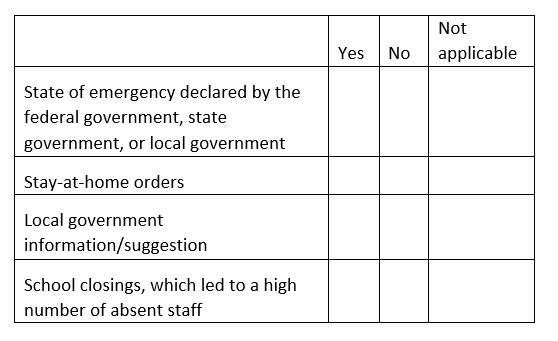 Yes No Not
applicable
State of emergency declared by the
federal government, state
government, or local government
Stay-at-home orders
Local government
information/suggestion
School closings, which led to a high
number of absent staff